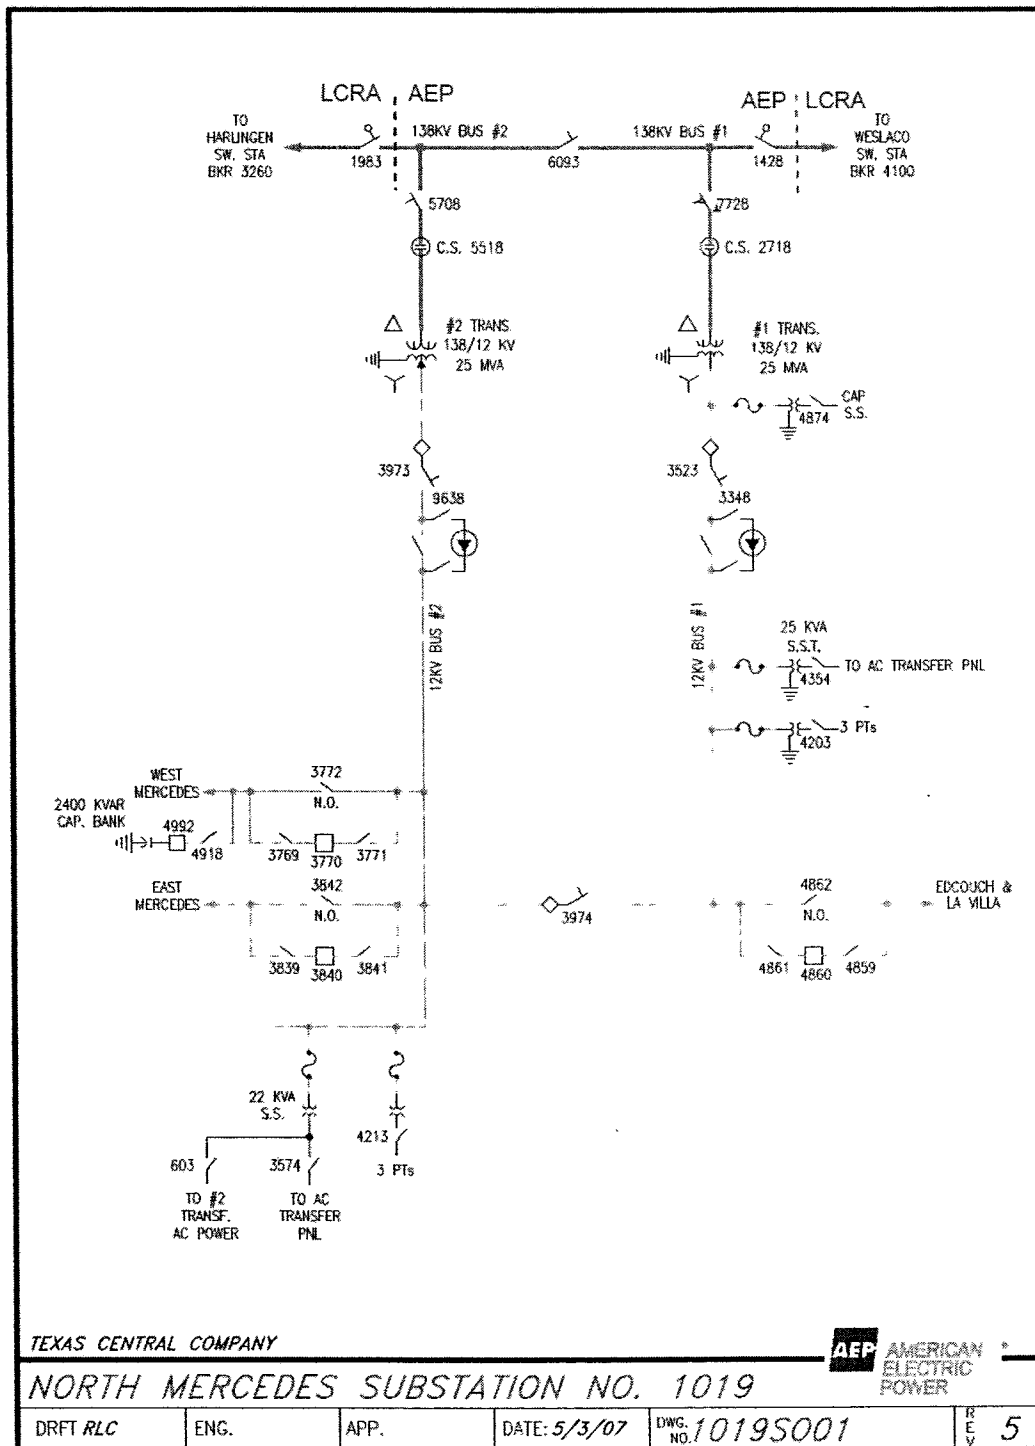 LCRA AEP
AEP LCRA
TO
HARLINGEN
SW. STA
BKR 3260
138KV BUS #2
138KV BUS #1
TO
WESLACO
SW. STA
BKR 4100
1983
6093
1428
5708
7728
C.S. 5518
C.S. 2718
#2 TRANS.
138/12 KV
25 MVA
#1 TRANS.
138/12 KV
25 MVA
CAP
S.S.
4874
3973
9638
3523
3348
12KV BUS #2
12KV BUS #1
25 KVA
S.S.T.
TO AC TRANSFER PNL
4354
3 PTs
4203
WEST
MERCEDES
3772
N.O.
2400 KVAR
CAP. BANK
4992
4918
3769
3770
3771
EAST
MERCEDES
3842
N.O.
3839
3840
3841
3974
4862
N.O.
EDCOUCH &
LA VILLA
4861
4860
4859
22 KVA
S.S.
4213
3 PTs
603
3574
TO #2
TRANSF.
AC POWER
TO AC
TRANSFER
PNL
TEXAS CENTRAL COMPANY
AEP AMERICAN
ELECTRIC
POWER
NORTH MERCEDES SUBSTATION NO. 1019
DRFT RLC
ENG.
APP.
DATE: 5/3/07
DWG. NO. 1019S001
REV 5